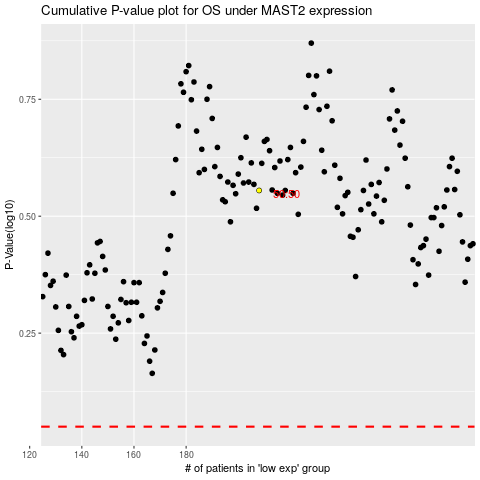 Cumulative P-value plot for OS under MAST2 expression
P-Value(log10)
0.75
0.50
0.25
120
140
160
180
# of patients in 'low exp' group